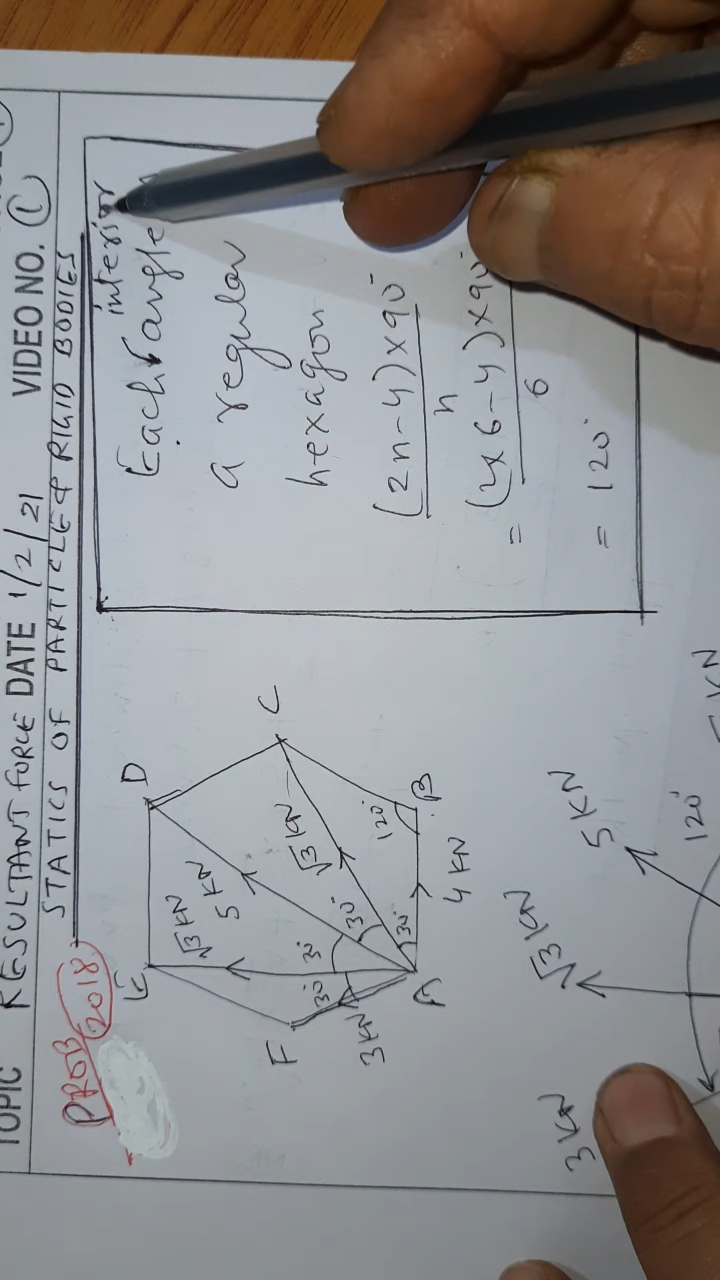 TOPIC RESULTANT FORCE DATE 1/2/21 VIDEO NO. (1)
STATICS OF PARTICLE & RIGID BODIES
PROB 2018
E
D
C
B
A
F
√3 KN
5 KN
√3 KN
4 KN
3 KN
30°
30°
30°
30°
120°
interior
Each angle
a regular
hexagon
(2n-4)×90°
n
= (2×6-4)×90°
6
= 120°
3 KN
√3 KN
5 KN
120°
KN